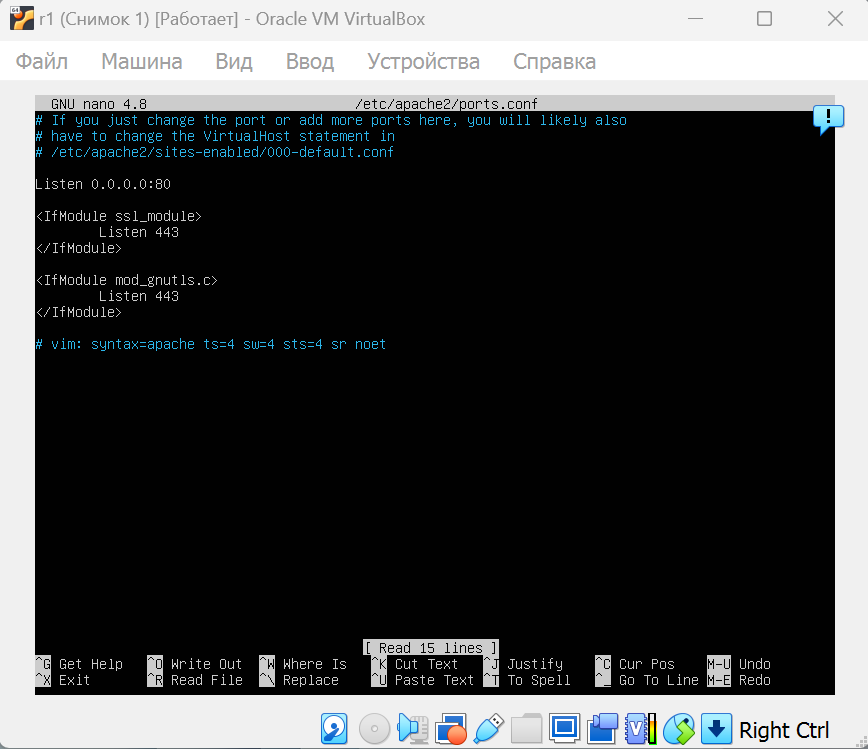 r1 (Снимок 1) [Работает] - Oracle VM VirtualBox
Файл Машина Вид Ввод Устройства Справка
GNU nano 4.8 /etc/apache2/ports.conf
# If you just change the port or add more ports here, you will likely also
# have to change the VirtualHost statement in
# /etc/apache2/sites-enabled/000-default.conf
Listen 0.0.0.0:80
<IfModule ssl_module>
Listen 443
</IfModule>
<IfModule mod_gnutls.c>
Listen 443
</IfModule>
# vim: syntax=apache ts=4 sw=4 sts=4 sr noet
[ Read 15 lines ]
^G Get Help ^O Write Out ^W Where Is ^K Cut Text ^J Justify ^C Cur Pos M-U Undo
^X Exit ^R Read File ^\ Replace ^U Paste Text ^T To Spell ^_ Go To Line M-E Redo
Right Ctrl